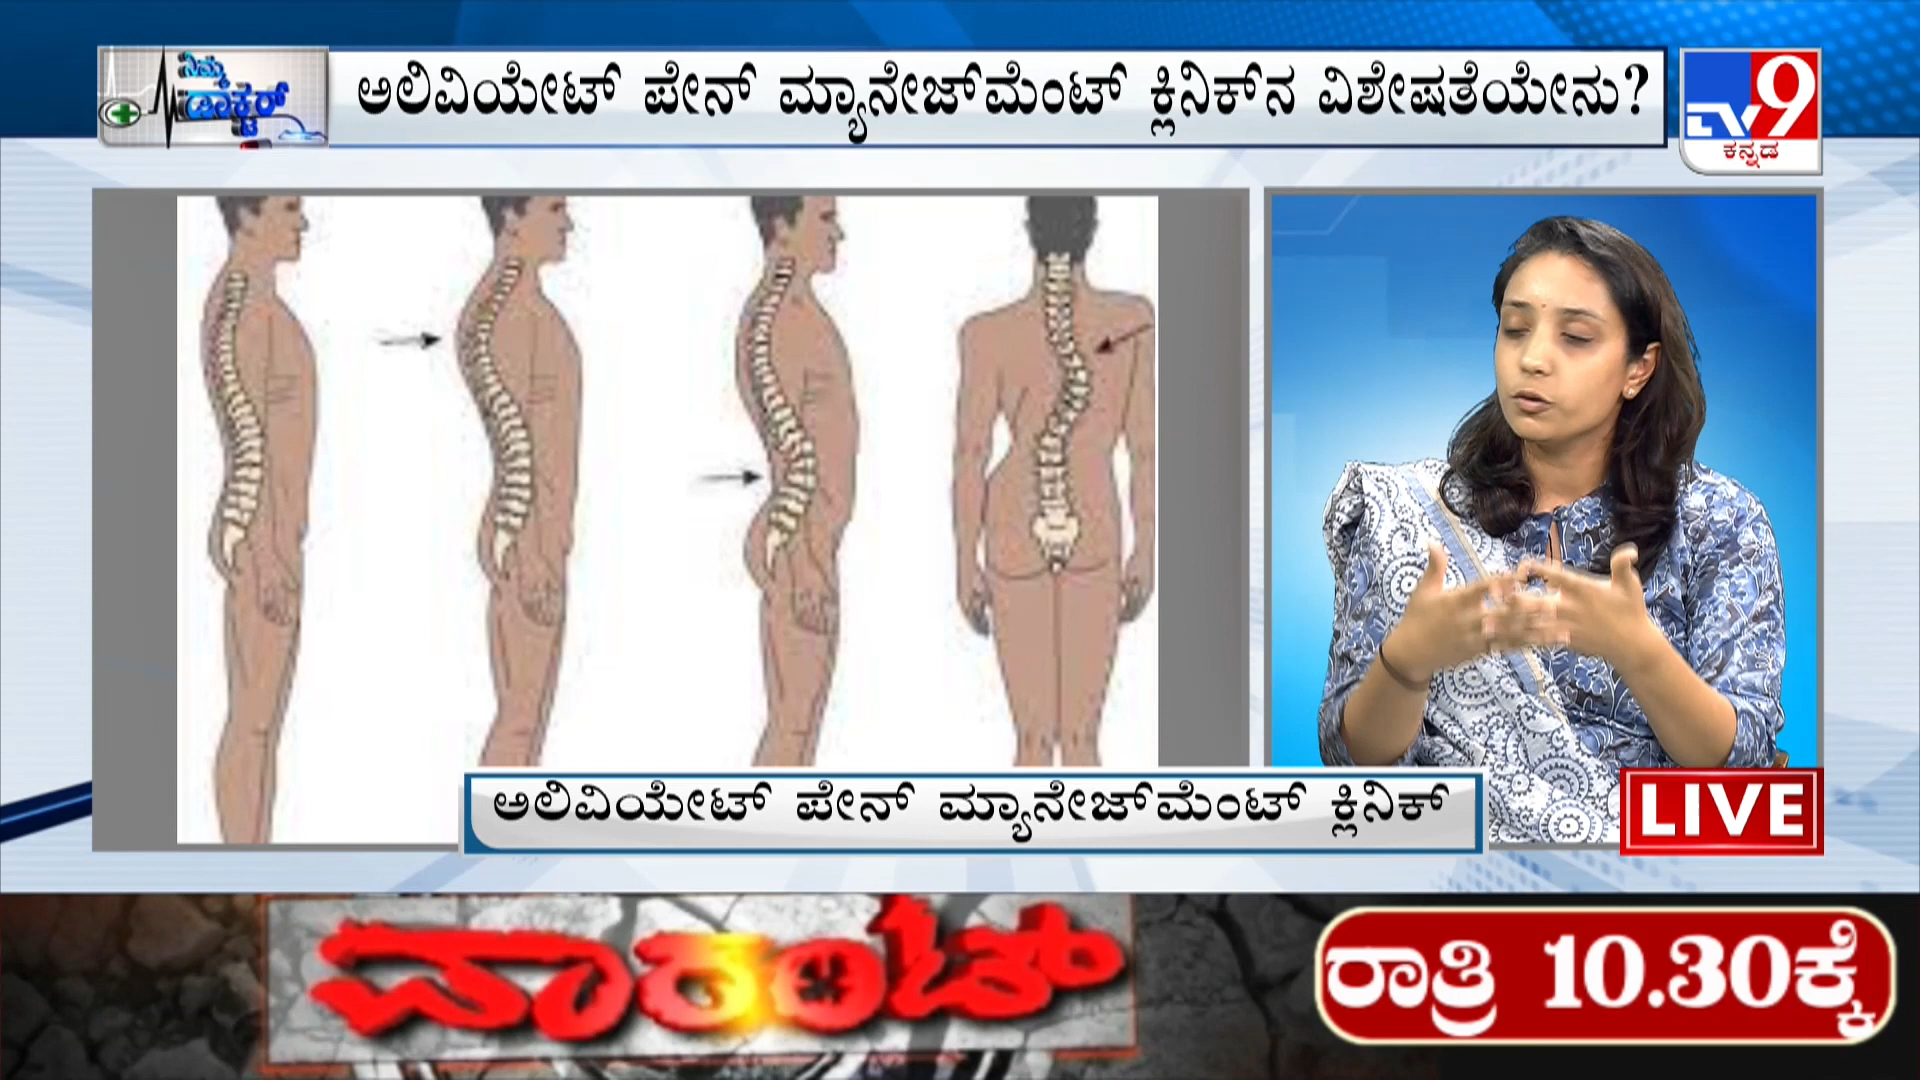 ನಿಮ್ಮ
ಡಾಕ್ಟರ್
ಅಲಿವಿಯೇಟ್ ಪೇನ್ ಮ್ಯಾನೇಜ್‌ಮೆಂಟ್ ಕ್ಲಿನಿಕ್‌ನ ವಿಶೇಷತೆಯೇನು?
TV9
ಕನ್ನಡ
ಅಲಿವಿಯೇಟ್ ಪೇನ್ ಮ್ಯಾನೇಜ್‌ಮೆಂಟ್ ಕ್ಲಿನಿಕ್
LIVE
ವಾರಂಟ್
ರಾತ್ರಿ 10.30ಕ್ಕೆ